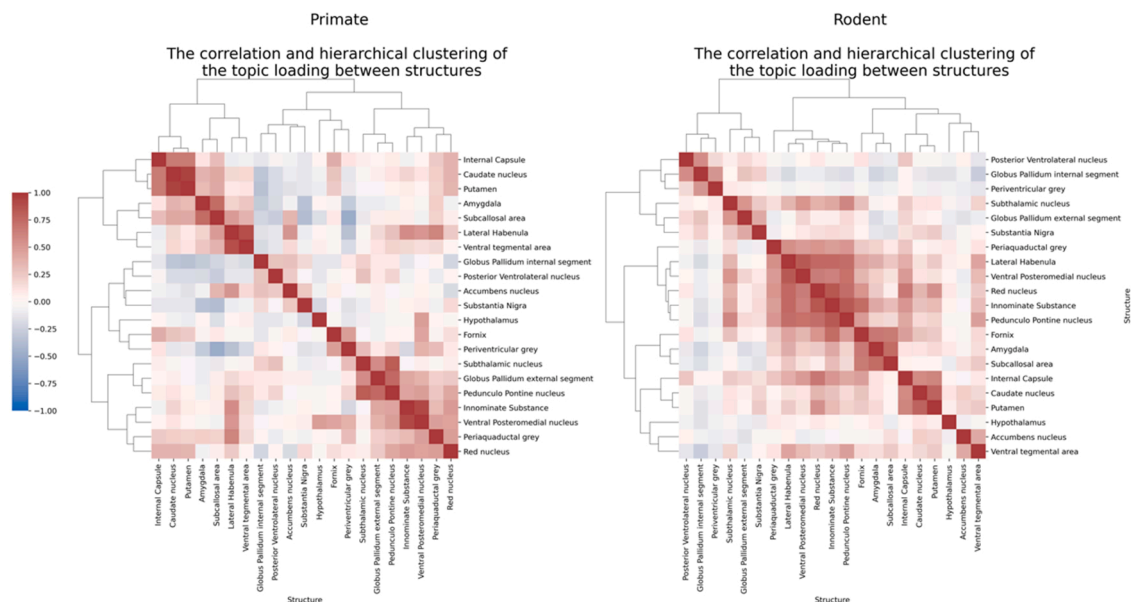 Primate
The correlation and hierarchical clustering of
the topic loading between structures
1.00
0.75
0.50
0.25
0.00
−0.25
−0.50
−0.75
−1.00
Internal Capsule
Caudate nucleus
Putamen
Amygdala
Subcallosal area
Lateral Habenula
Ventral tegmental area
Globus Pallidum internal segment
Posterior Ventrolateral nucleus
Accumbens nucleus
Substantia Nigra
Hypothalamus
Fornix
Periventricular grey
Subthalamic nucleus
Globus Pallidum external segment
Pedunculo Pontine nucleus
Innominate Substance
Ventral Posteromedial nucleus
Periaquaductal grey
Red nucleus
Internal Capsule
Caudate nucleus
Putamen
Amygdala
Subcallosal area
Lateral Habenula
Ventral tegmental area
Globus Pallidum internal segment
Posterior Ventrolateral nucleus
Accumbens nucleus
Substantia Nigra
Hypothalamus
Fornix
Periventricular grey
Subthalamic nucleus
Globus Pallidum external segment
Pedunculo Pontine nucleus
Innominate Substance
Ventral Posteromedial nucleus
Periaquaductal grey
Red nucleus
Structure
Rodent
The correlation and hierarchical clustering of
the topic loading between structures
Posterior Ventrolateral nucleus
Globus Pallidum internal segment
Periventricular grey
Subthalamic nucleus
Globus Pallidum external segment
Substantia Nigra
Periaquaductal grey
Lateral Habenula
Ventral Posteromedial nucleus
Red nucleus
Innominate Substance
Pedunculo Pontine nucleus
Fornix
Amygdala
Subcallosal area
Internal Capsule
Caudate nucleus
Putamen
Hypothalamus
Accumbens nucleus
Ventral tegmental area
Structure
Posterior Ventrolateral nucleus
Globus Pallidum internal segment
Periventricular grey
Subthalamic nucleus
Globus Pallidum external segment
Substantia Nigra
Periaquaductal grey
Lateral Habenula
Ventral Posteromedial nucleus
Red nucleus
Innominate Substance
Pedunculo Pontine nucleus
Fornix
Amygdala
Subcallosal area
Internal Capsule
Caudate nucleus
Putamen
Hypothalamus
Accumbens nucleus
Ventral tegmental area
Structure